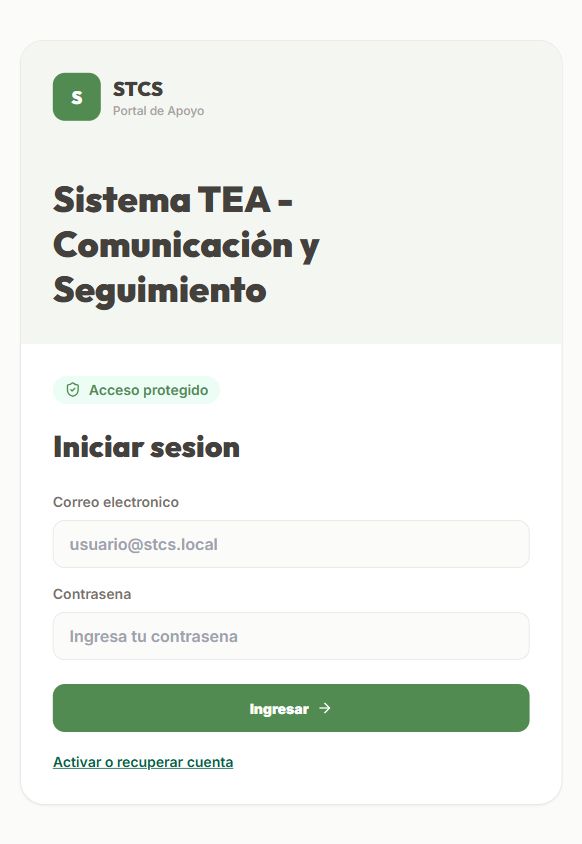 S
STCS
Portal de Apoyo
Sistema TEA -
Comunicación y
Seguimiento
Acceso protegido
Iniciar sesion
Correo electronico
usuario@stcs.local
Contrasena
Ingresa tu contrasena
Ingresar →
Activar o recuperar cuenta